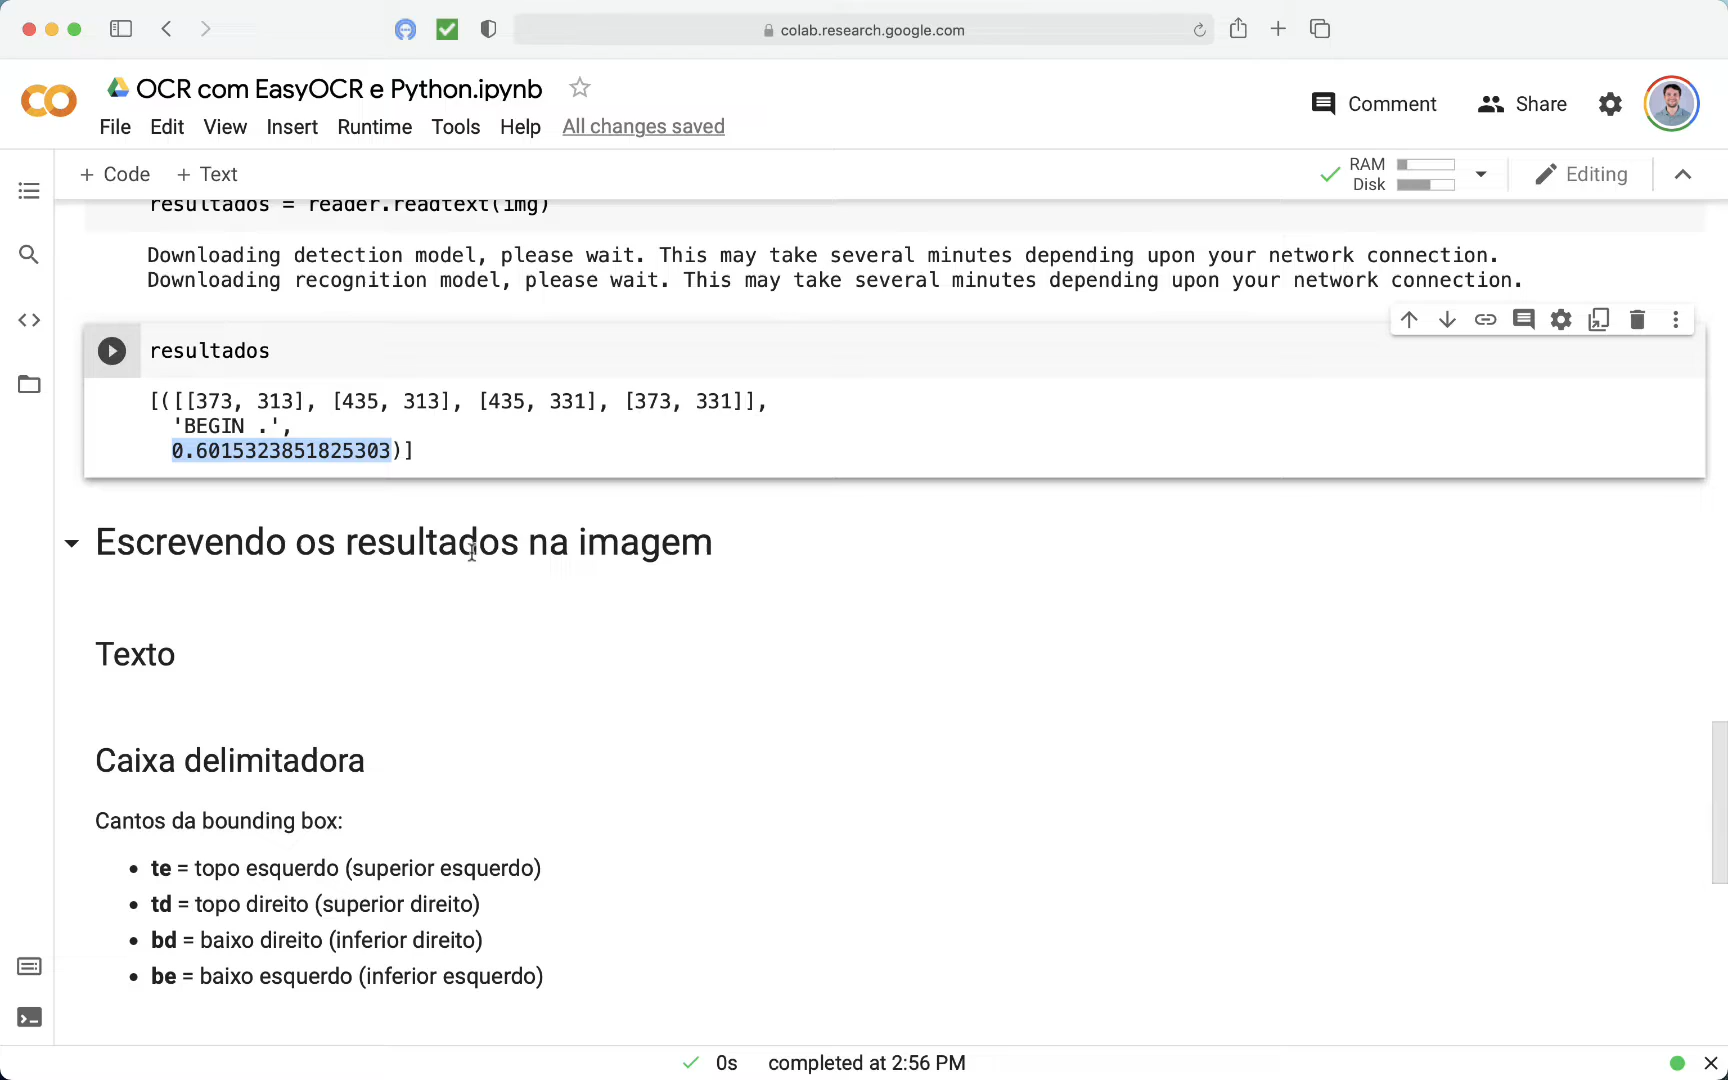 colab.research.google.com
OCR com EasyOCR e Python.ipynb
File Edit View Insert Runtime Tools Help All changes saved
Comment Share
+ Code + Text
RAM
Disk
Editing
resultados = reader.readtext(img)
Downloading detection model, please wait. This may take several minutes depending upon your network connection.
Downloading recognition model, please wait. This may take several minutes depending upon your network connection.
resultados
[([[373, 313], [435, 313], [435, 331], [373, 331]],
'BEGIN .',
0.6015323851825303)]
Escrevendo os resultados na imagem
Texto
Caixa delimitadora
Cantos da bounding box:
• te = topo esquerdo (superior esquerdo)
• td = topo direito (superior direito)
• bd = baixo direito (inferior direito)
• be = baixo esquerdo (inferior esquerdo)
0s completed at 2:56 PM